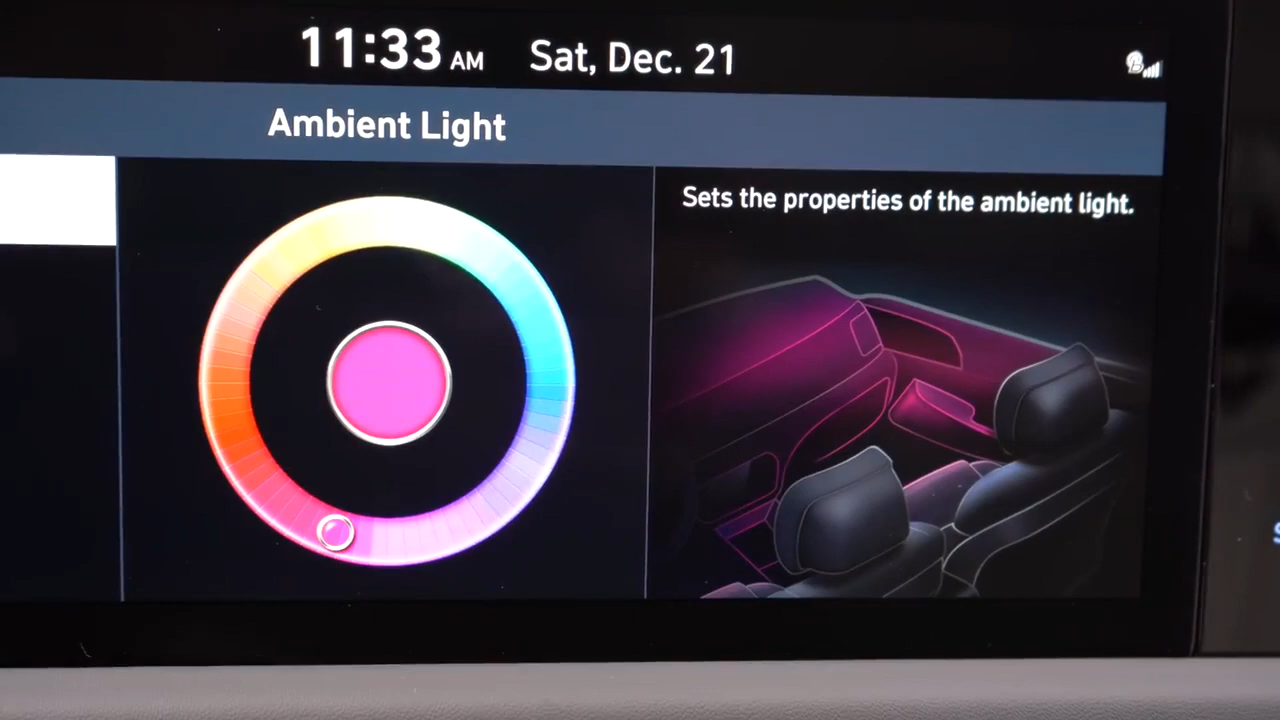 11:33 AM Sat, Dec. 21
Ambient Light
Sets the properties of the ambient light.